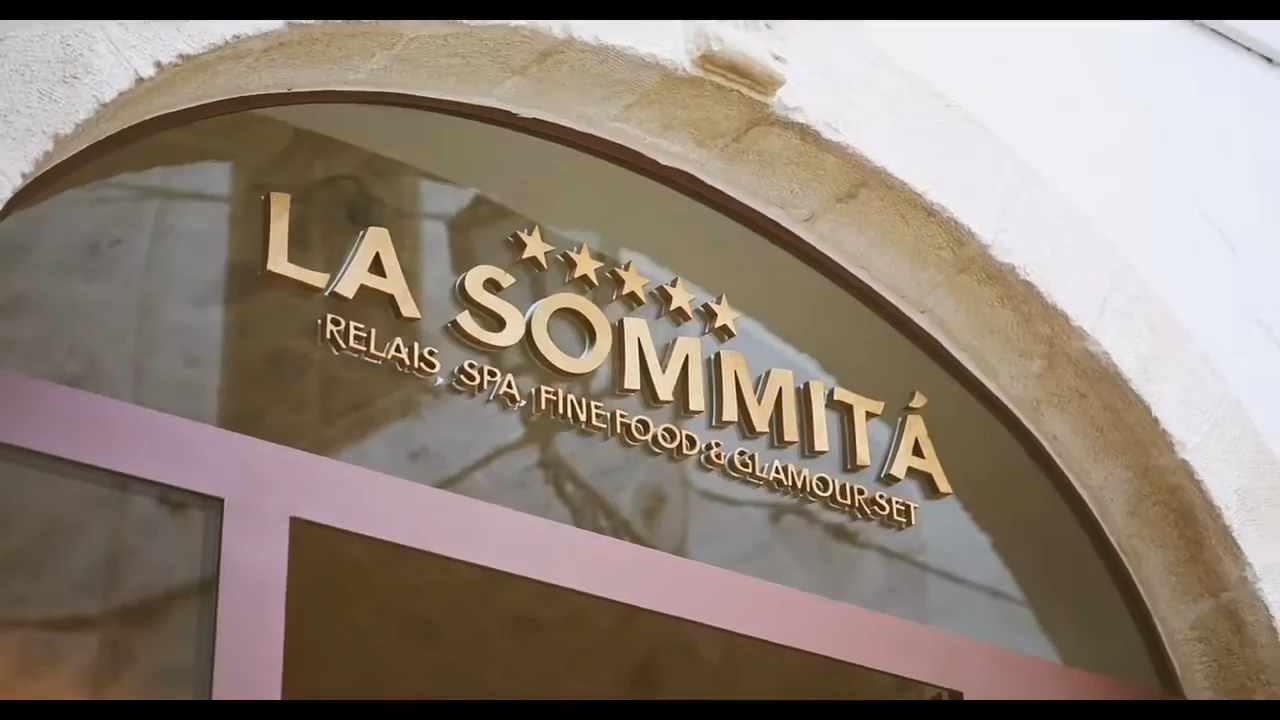 ★★★★★
LA SOMMITÁ
RELAIS, SPA, FINE FOOD & GLAMOUR SET